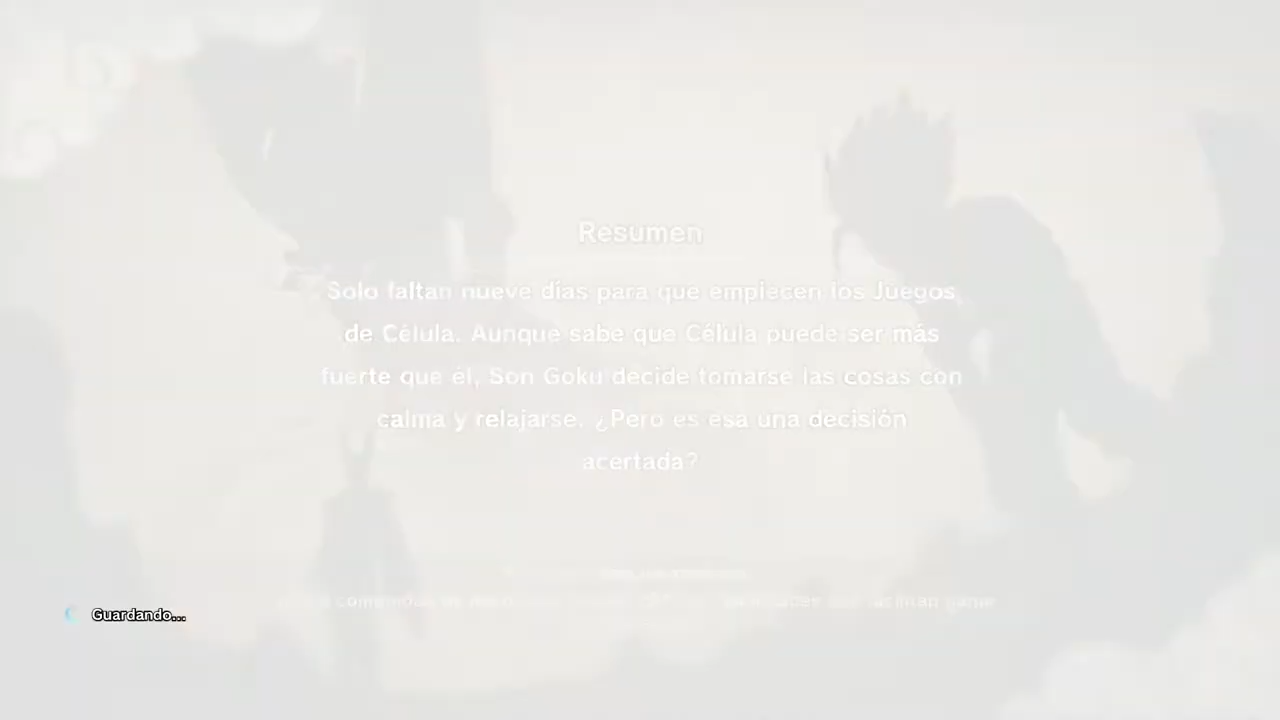 Resumen
Solo faltan nueve días para que empiecen los Juegos
de Célula. Aunque sabe que Célula puede ser más
fuerte que él, Son Goku decide tomarse las cosas con
calma y relajarse. ¿Pero es esa una decisión
acertada?
Guardando...